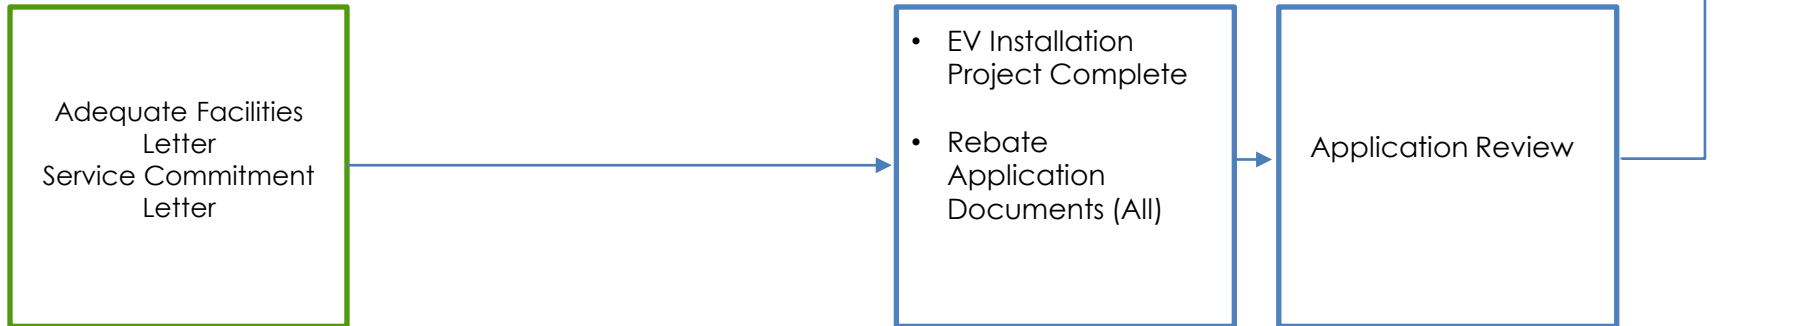 Adequate Facilities
Letter
Service Commitment
Letter
• EV Installation
Project Complete
• Rebate
Application
Documents (All)
Application Review